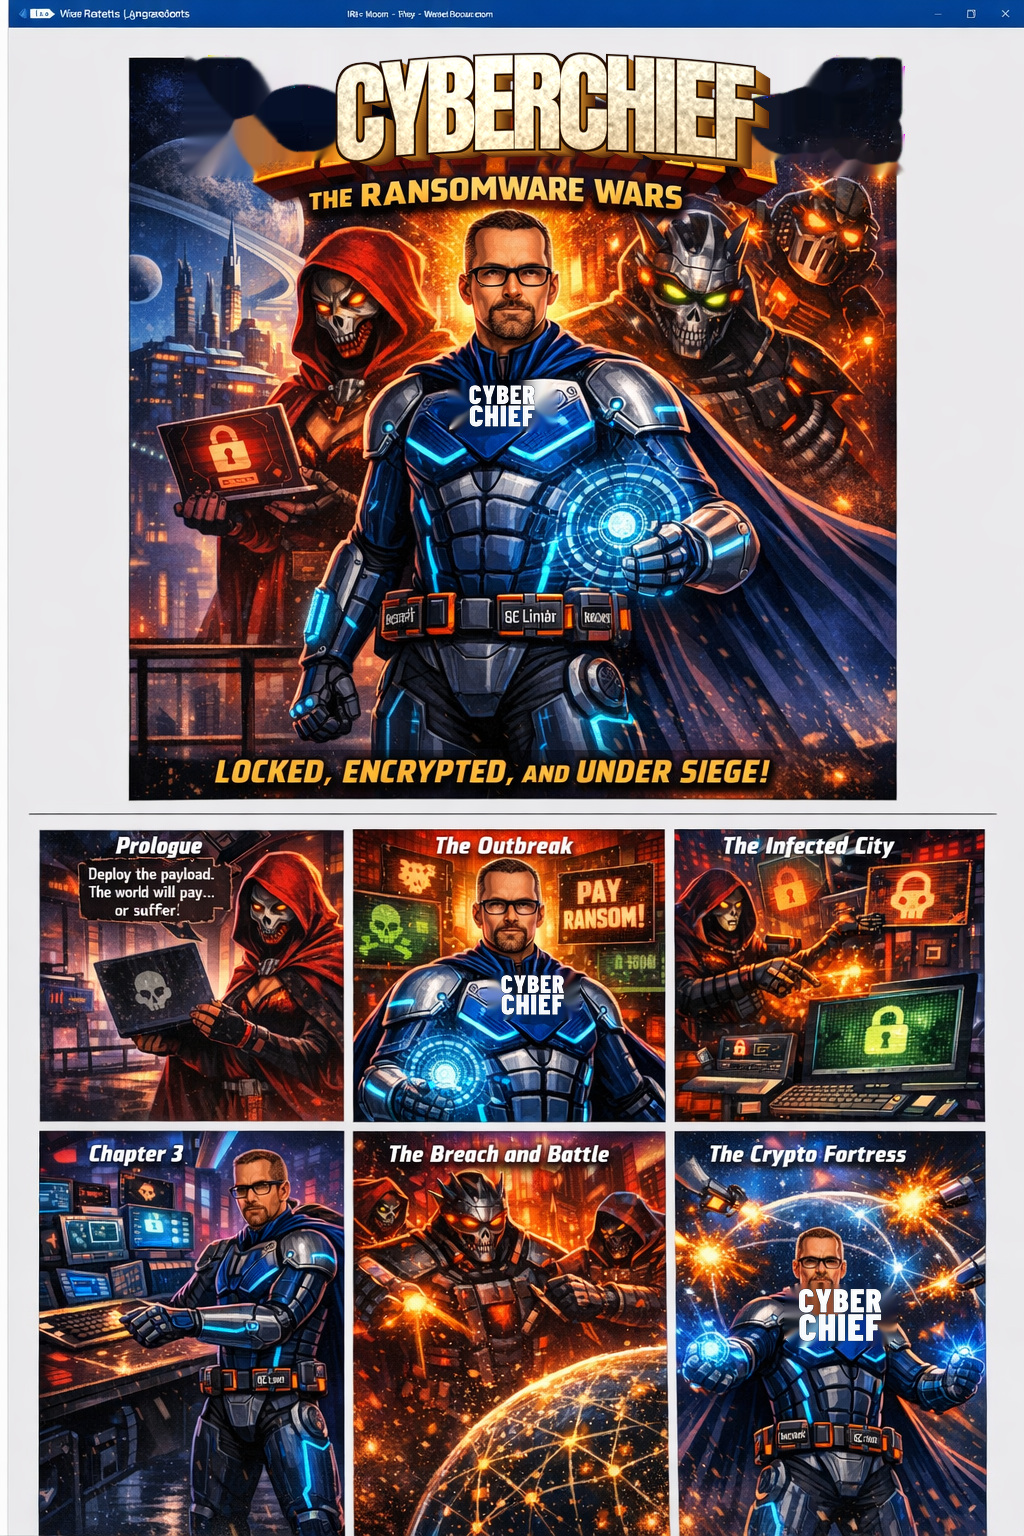 CYBERCHIEF
THE RANSOMWARE WARS
CYBER
CHIEF
LOCKED, ENCRYPTED, AND UNDER SIEGE!
Prologue
Deploy the payload.
The world will pay...
or suffer!
The Outbreak
PAY
RANSOM!
CYBER
CHIEF
The Infected City
Chapter 3
The Breach and Battle
The Crypto Fortress
CYBER
CHIEF